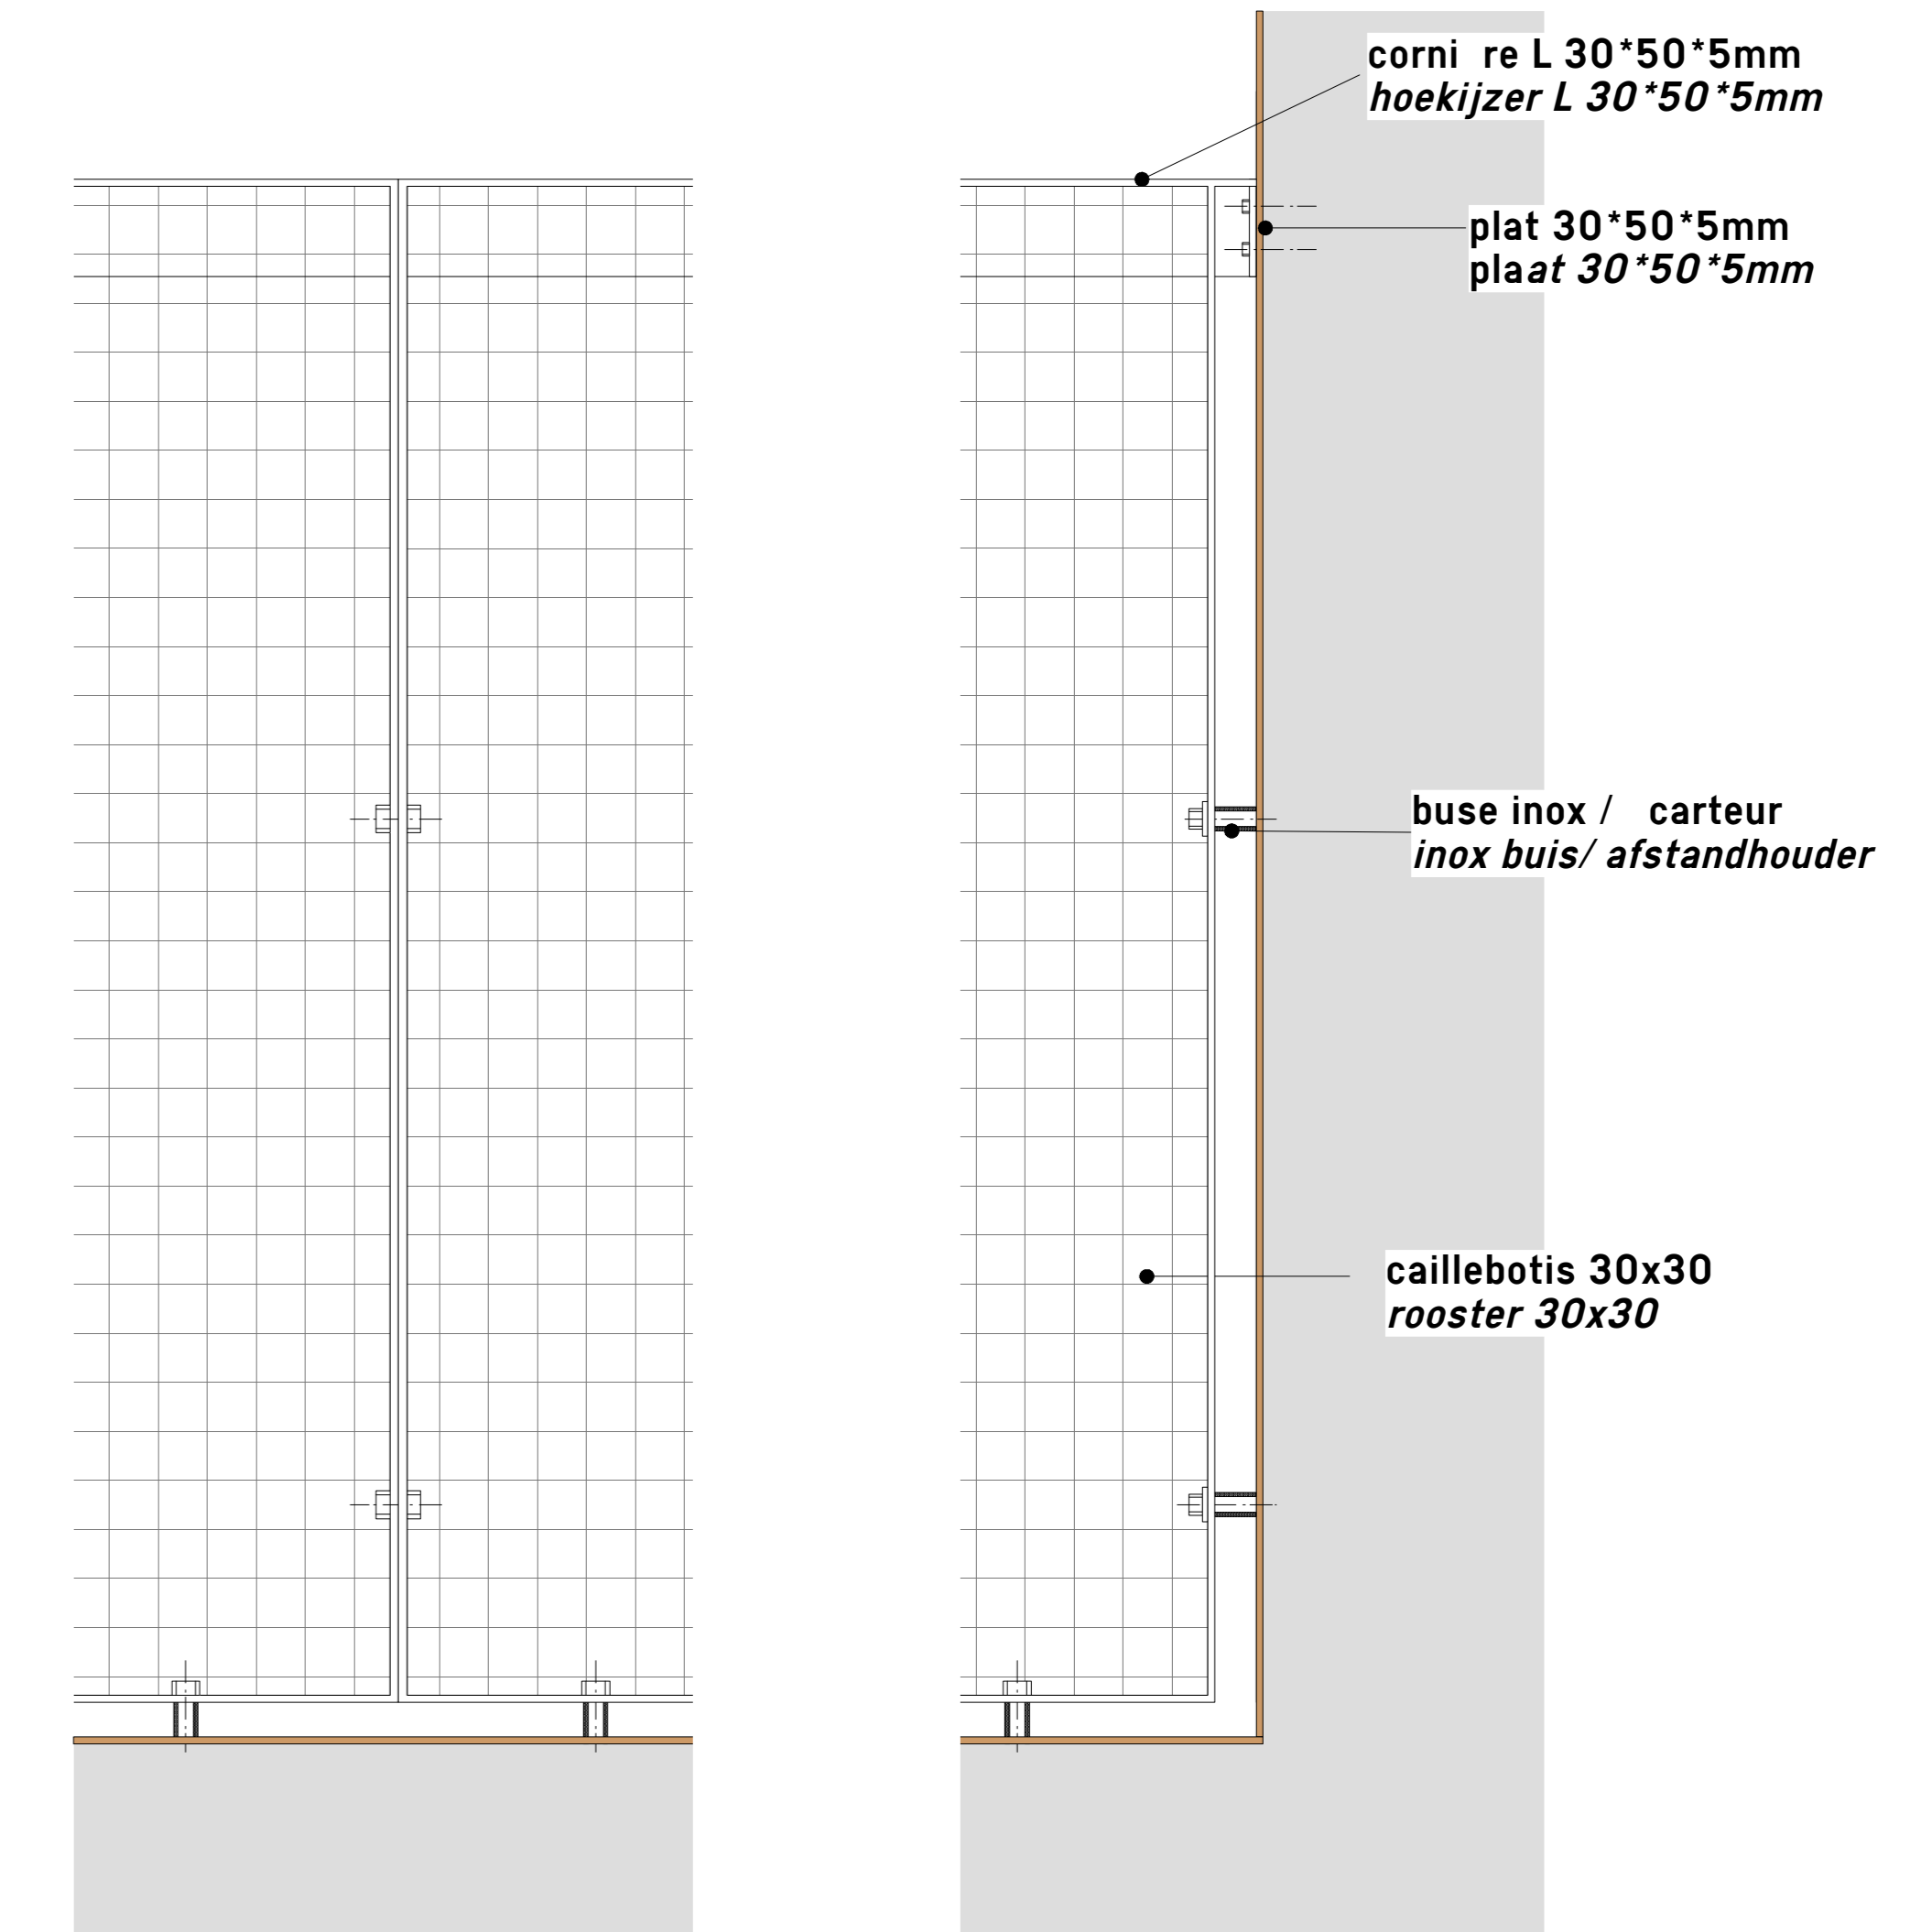 corni re L 30*50*5mm
hoekijzer L 30*50*5mm
plat 30*50*5mm
plaat 30*50*5mm
buse inox / carteur
inox buis/ afstandhouder
caillebotis 30x30
rooster 30x30